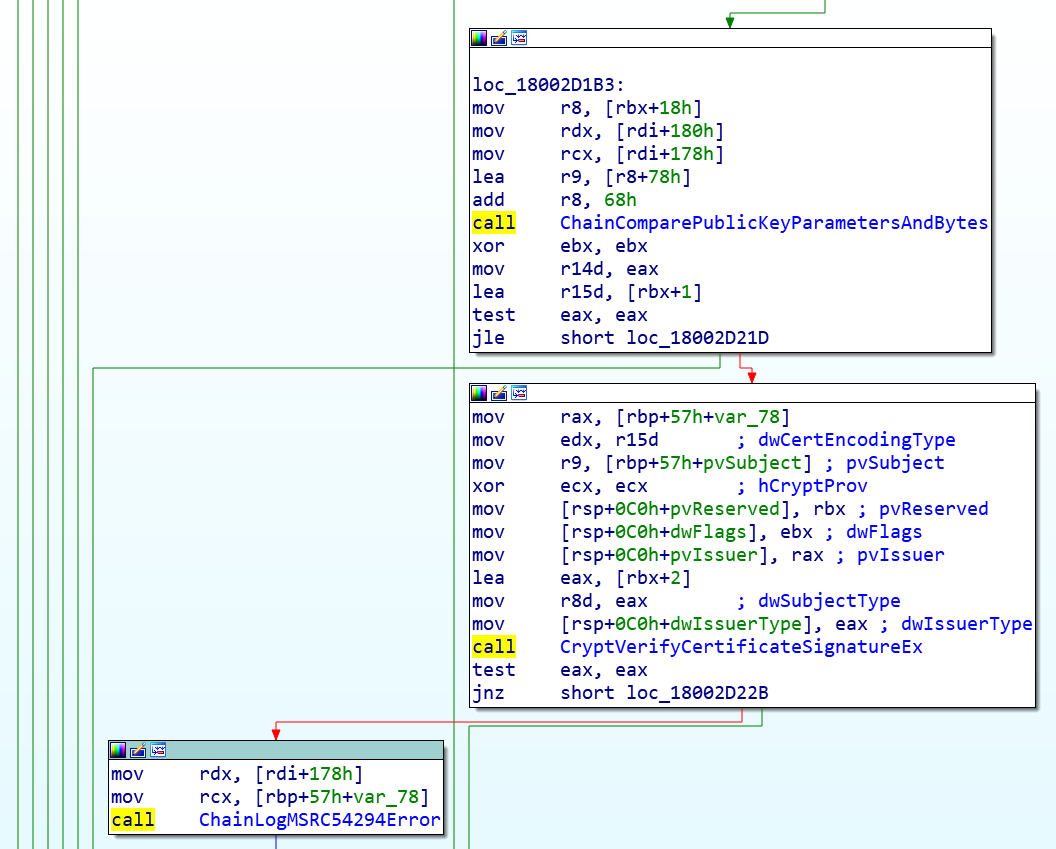 loc_18002D1B3:
mov r8, [rbx+18h]
mov rdx, [rdi+180h]
mov rcx, [rdi+178h]
lea r9, [r8+78h]
add r8, 68h
call ChainComparePublicKeyParametersAndBytes
xor ebx, ebx
mov r14d, eax
lea r15d, [rbx+1]
test eax, eax
jle short loc_18002D21D
mov rax, [rbp+57h+var_78]
mov edx, r15d ; dwCertEncodingType
mov r9, [rbp+57h+pvSubject] ; pvSubject
xor ecx, ecx ; hCryptProv
mov [rsp+0C0h+pvReserved], rbx ; pvReserved
mov [rsp+0C0h+dwFlags], ebx ; dwFlags
mov [rsp+0C0h+pvIssuer], rax ; pvIssuer
lea eax, [rbx+2]
mov r8d, eax ; dwSubjectType
mov [rsp+0C0h+dwIssuerType], eax ; dwIssuerType
call CryptVerifyCertificateSignatureEx
test eax, eax
jnz short loc_18002D22B
mov rdx, [rdi+178h]
mov rcx, [rbp+57h+var_78]
call ChainLogMSRC54294Error